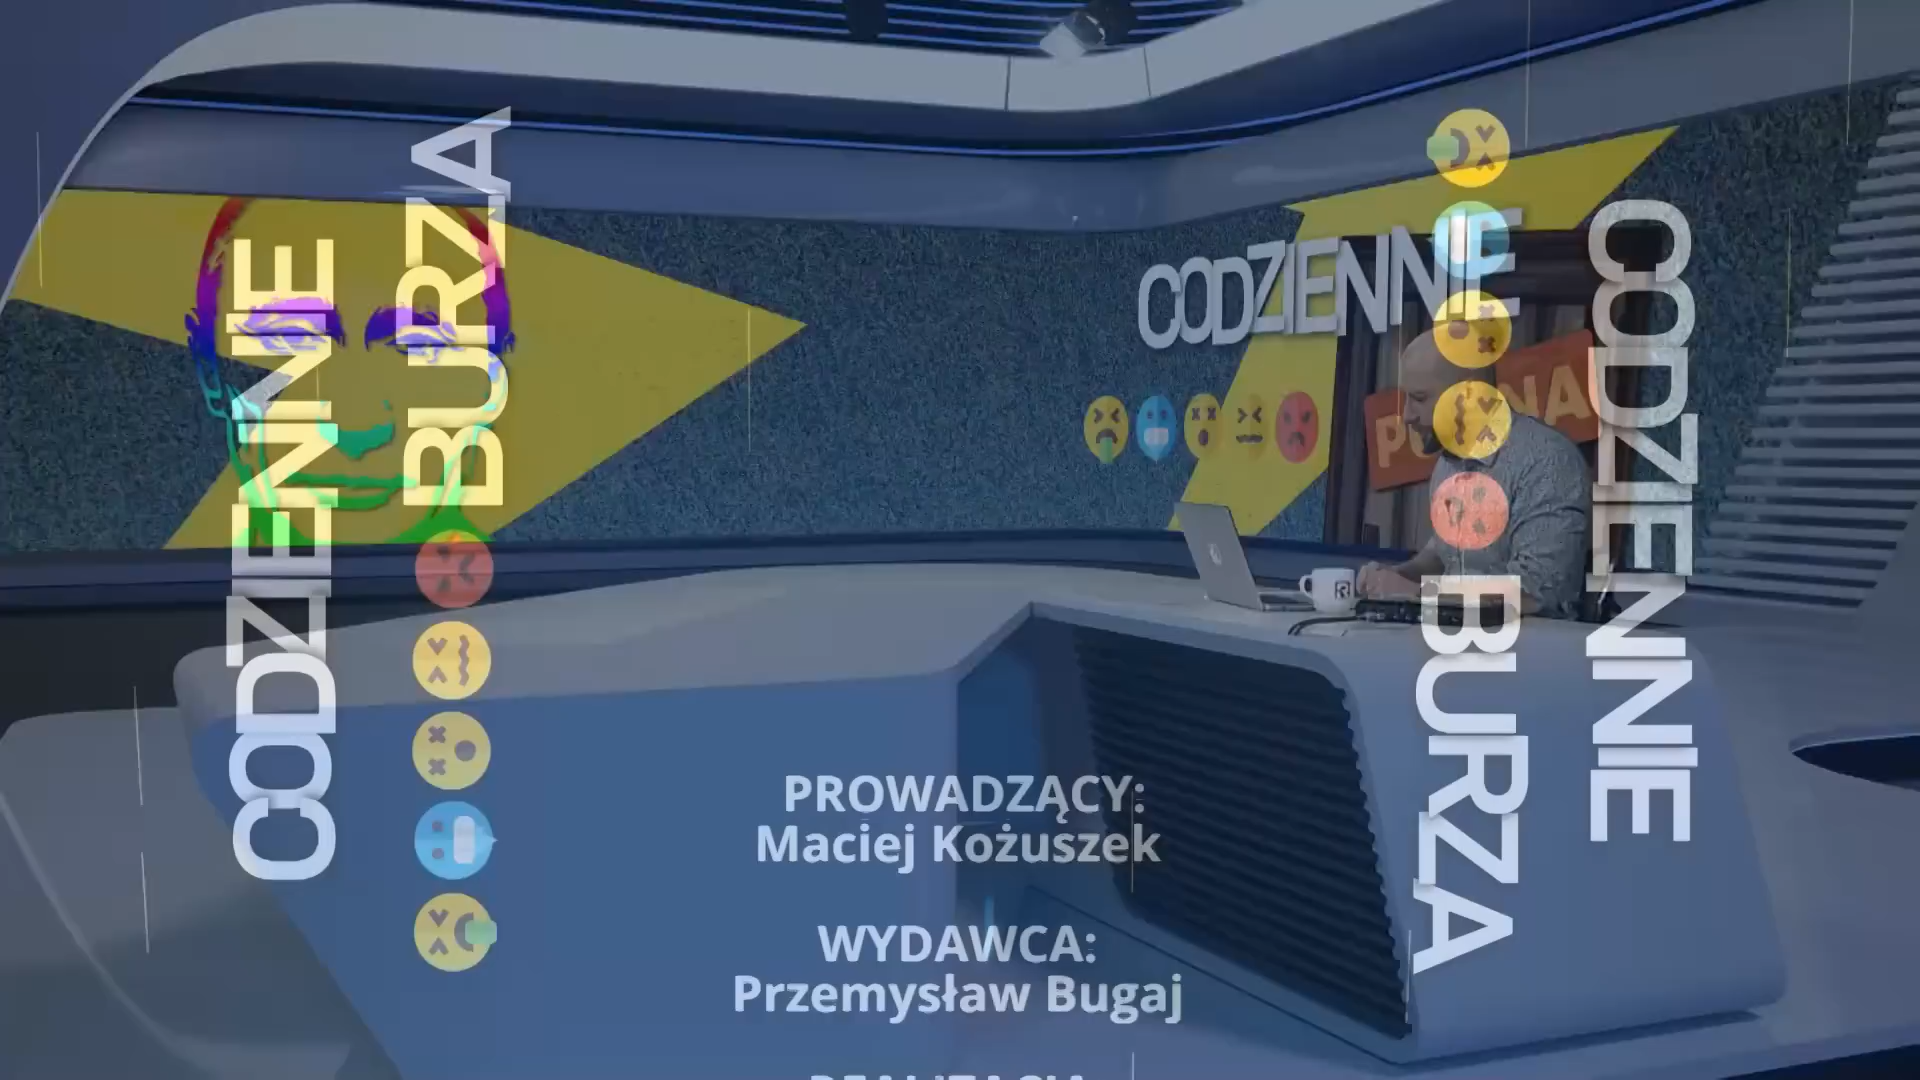 CODZIENNIE
BURZA
CODZIENNIE
CODZIENNIE
BURZA
PROWADZĄCY:
Maciej Kożuszek
WYDAWCA:
Przemysław Bugaj